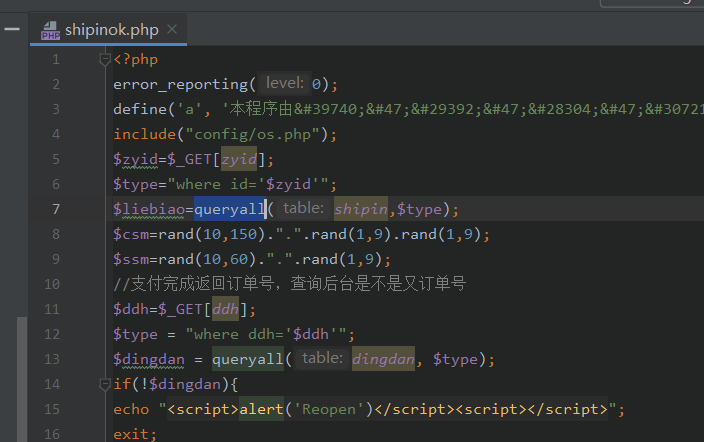 shipinok.php
1 <?php
2 error_reporting( level: 0);
3 define('a', '本程序由&#39740;&#47;&#29392;&#47;&#28304;&#47;&#30721
4 include("config/os.php");
5 $zyid=$_GET[zyid];
6 $type="where id='$zyid'";
7 $liebiao=queryall( table: shipin,$type);
8 $csm=rand(10,150).".".rand(1,9).rand(1,9);
9 $ssm=rand(10,60).".".rand(1,9);
10 //支付完成返回订单号，查询后台是不是又订单号
11 $ddh=$_GET[ddh];
12 $type = "where ddh='$ddh'";
13 $dingdan = queryall( table: dingdan, $type);
14 if(!$dingdan){
15 echo "<script>alert('Reopen')</script><script></script>";
16 exit;